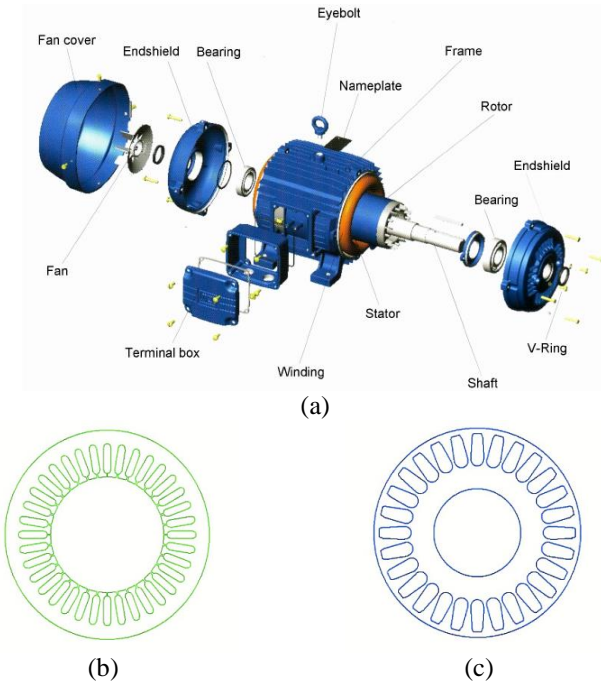 Fan cover
Endshield
Bearing
Eyebolt
Nameplate
Frame
Rotor
Endshield
Bearing
Fan
Terminal box
Winding
Stator
Shaft
V-Ring
(a)
(b)
(c)